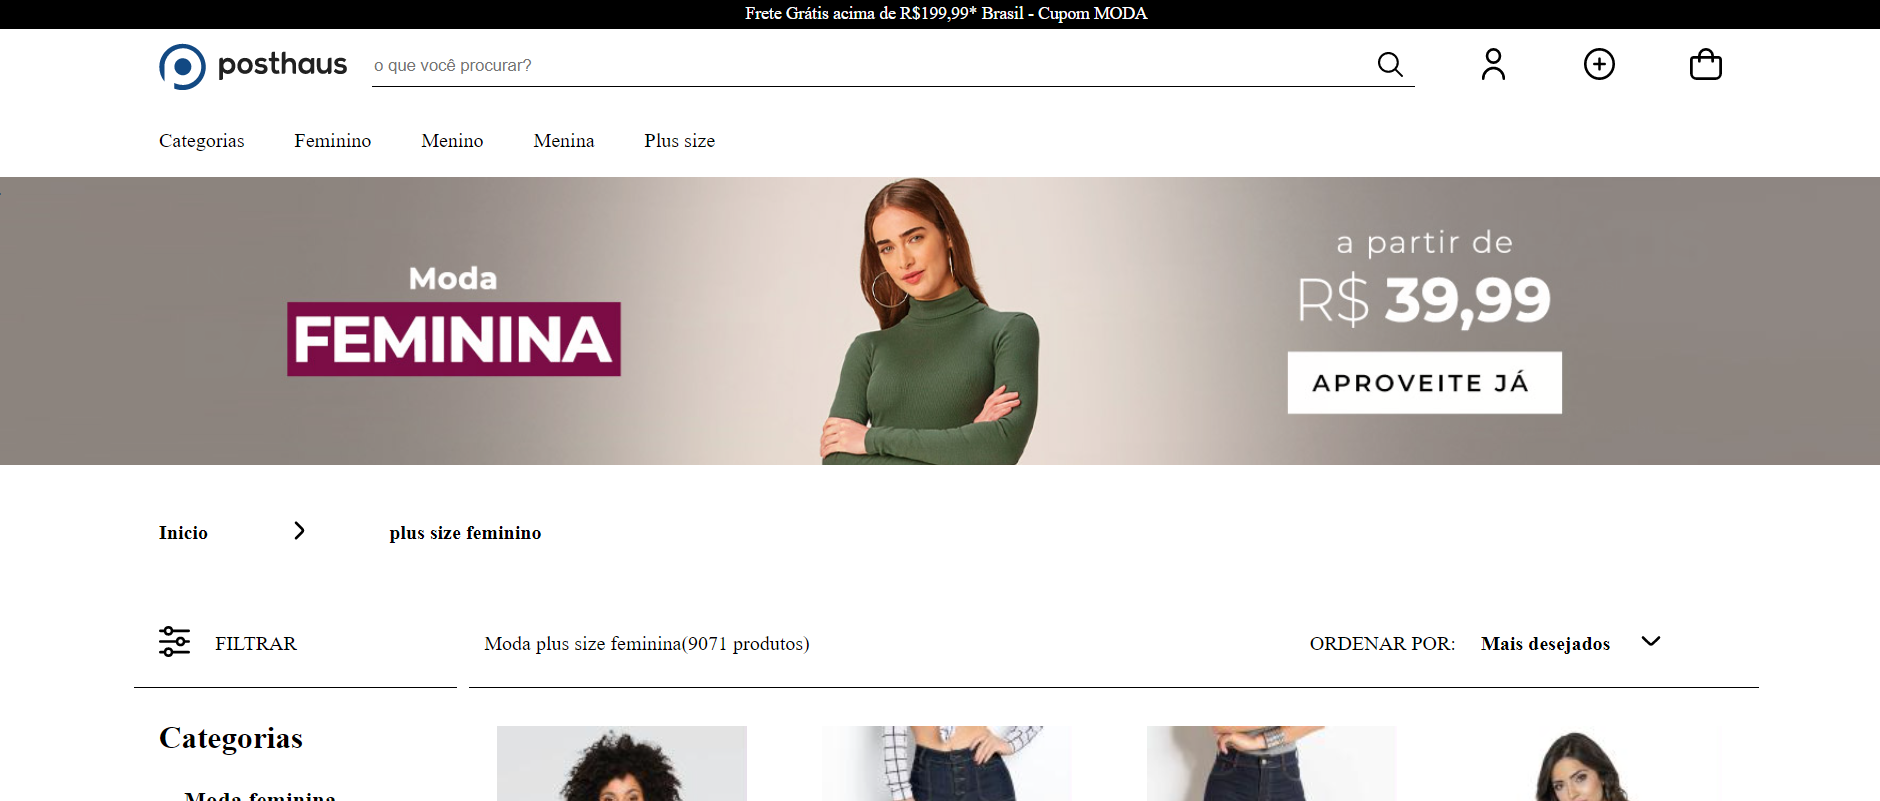 Frete Grátis acima de R$199,99* Brasil - Cupom MODA
posthaus
o que você procurar?
Categorias Feminino Menino Menina Plus size
Moda
FEMININA
a partir de
R$ 39,99
APROVEITE JÁ
Inicio plus size feminino
FILTRAR
Moda plus size feminina(9071 produtos)
ORDENAR POR: Mais desejados
Categorias
Moda feminina